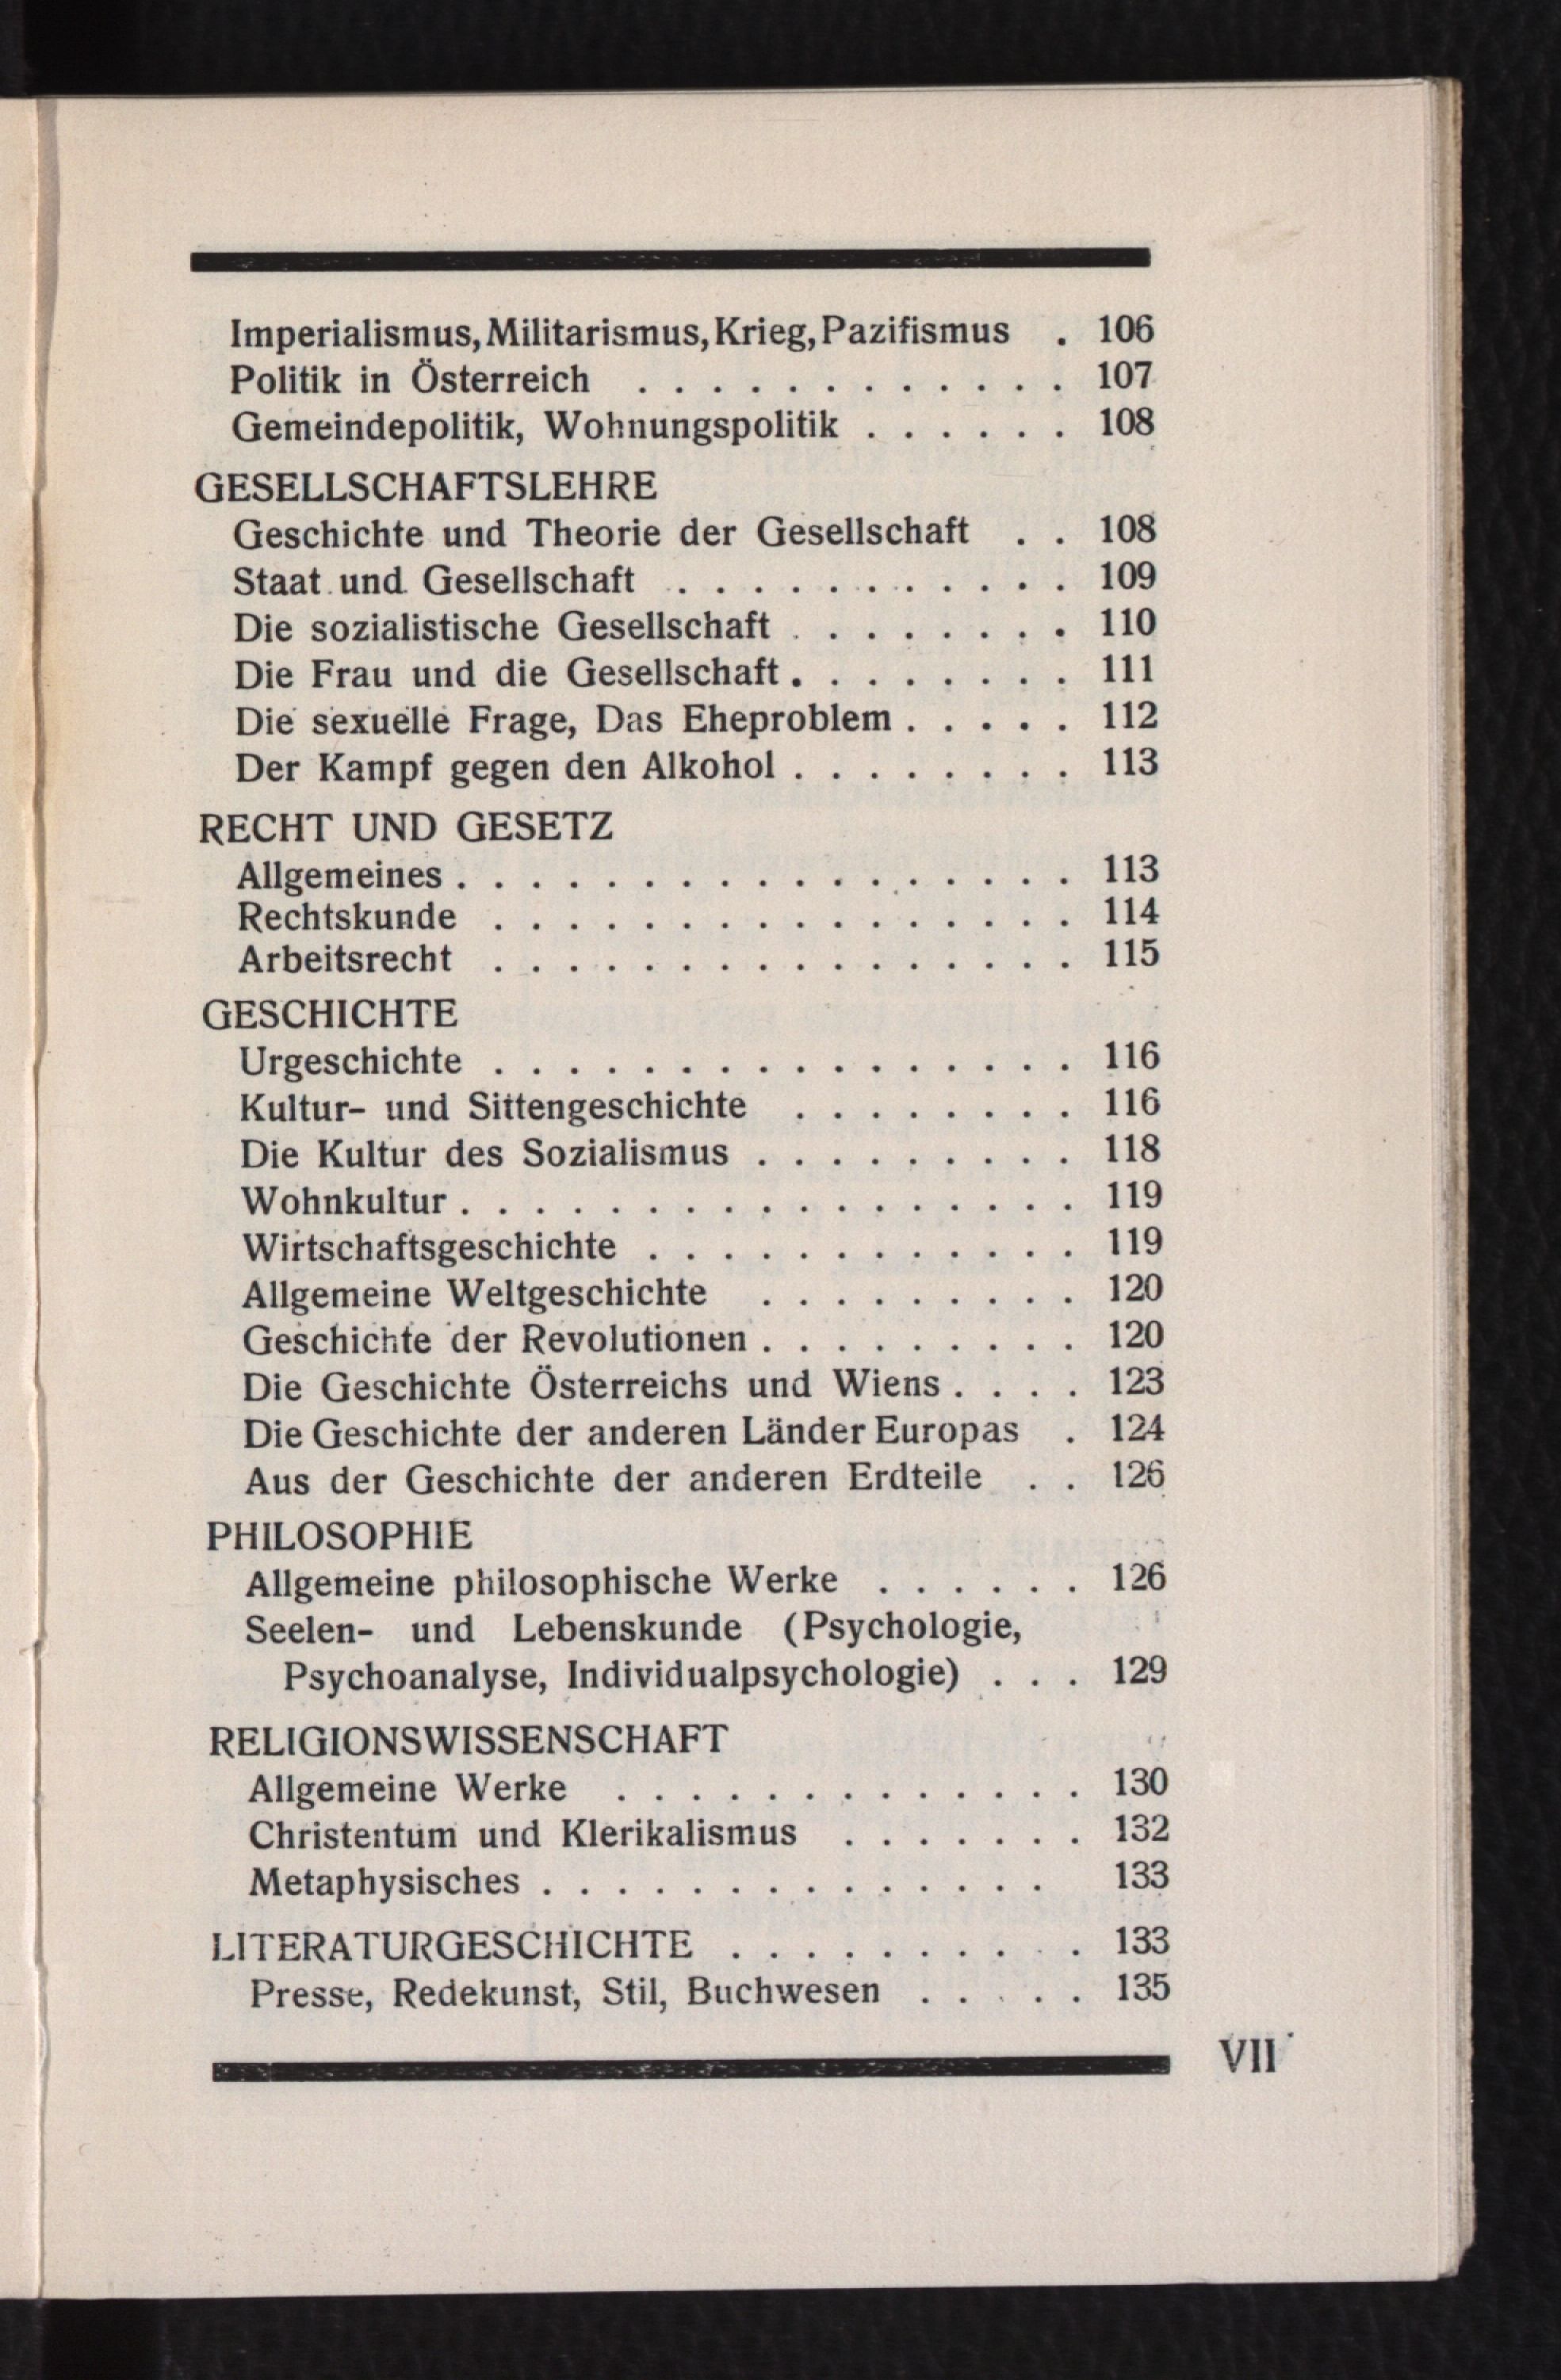 Imperialismus, Militarismus, Krieg, Pazifismus . 106
Politik in Österreich . . . . . . . . . . . . 107
Gemeindepolitik, Wohnungspolitik . . . . . . 108
GESELLSCHAFTSLEHRE
Geschichte und Theorie der Gesellschaft . . 108
Staat und Gesellschaft . . . . . . . . . . . 109
Die sozialistische Gesellschaft . . . . . . . . 110
Die Frau und die Gesellschaft . . . . . . . . 111
Die sexuelle Frage, Das Eheproblem . . . . . 112
Der Kampf gegen den Alkohol . . . . . . . . 113
RECHT UND GESETZ
Allgemeines . . . . . . . . . . . . . . . . . 113
Rechtskunde . . . . . . . . . . . . . . . . 114
Arbeitsrecht . . . . . . . . . . . . . . . . 115
GESCHICHTE
Urgeschichte . . . . . . . . . . . . . . . . 116
Kultur- und Sittengeschichte . . . . . . . . 116
Die Kultur des Sozialismus . . . . . . . . . 118
Wohnkultur . . . . . . . . . . . . . . . . . 119
Wirtschaftsgeschichte . . . . . . . . . . . . 119
Allgemeine Weltgeschichte . . . . . . . . . 120
Geschichte der Revolutionen . . . . . . . . . 120
Die Geschichte Österreichs und Wiens . . . . 123
Die Geschichte der anderen Länder Europas . 124
Aus der Geschichte der anderen Erdteile . . 126
PHILOSOPHIE
Allgemeine philosophische Werke . . . . . . 126
Seelen- und Lebenskunde (Psychologie,
Psychoanalyse, Individualpsychologie) . . . 129
RELIGIONSWISSENSCHAFT
Allgemeine Werke . . . . . . . . . . . . . 130
Christentum und Klerikalismus . . . . . . . 132
Metaphysisches . . . . . . . . . . . . . . 133
LITERATURGESCHICHTE . . . . . . . . . . 133
Presse, Redekunst, Stil, Buchwesen . . . . . 135
VII